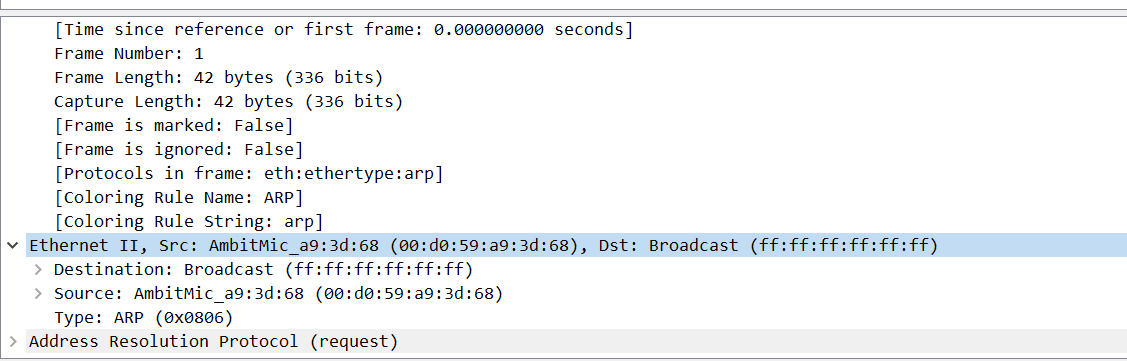 [Time since reference or first frame: 0.000000000 seconds]
Frame Number: 1
Frame Length: 42 bytes (336 bits)
Capture Length: 42 bytes (336 bits)
[Frame is marked: False]
[Frame is ignored: False]
[Protocols in frame: eth:ethertype:arp]
[Coloring Rule Name: ARP]
[Coloring Rule String: arp]
Ethernet II, Src: AmbitMic_a9:3d:68 (00:d0:59:a9:3d:68), Dst: Broadcast (ff:ff:ff:ff:ff:ff)
Destination: Broadcast (ff:ff:ff:ff:ff:ff)
Source: AmbitMic_a9:3d:68 (00:d0:59:a9:3d:68)
Type: ARP (0x0806)
Address Resolution Protocol (request)